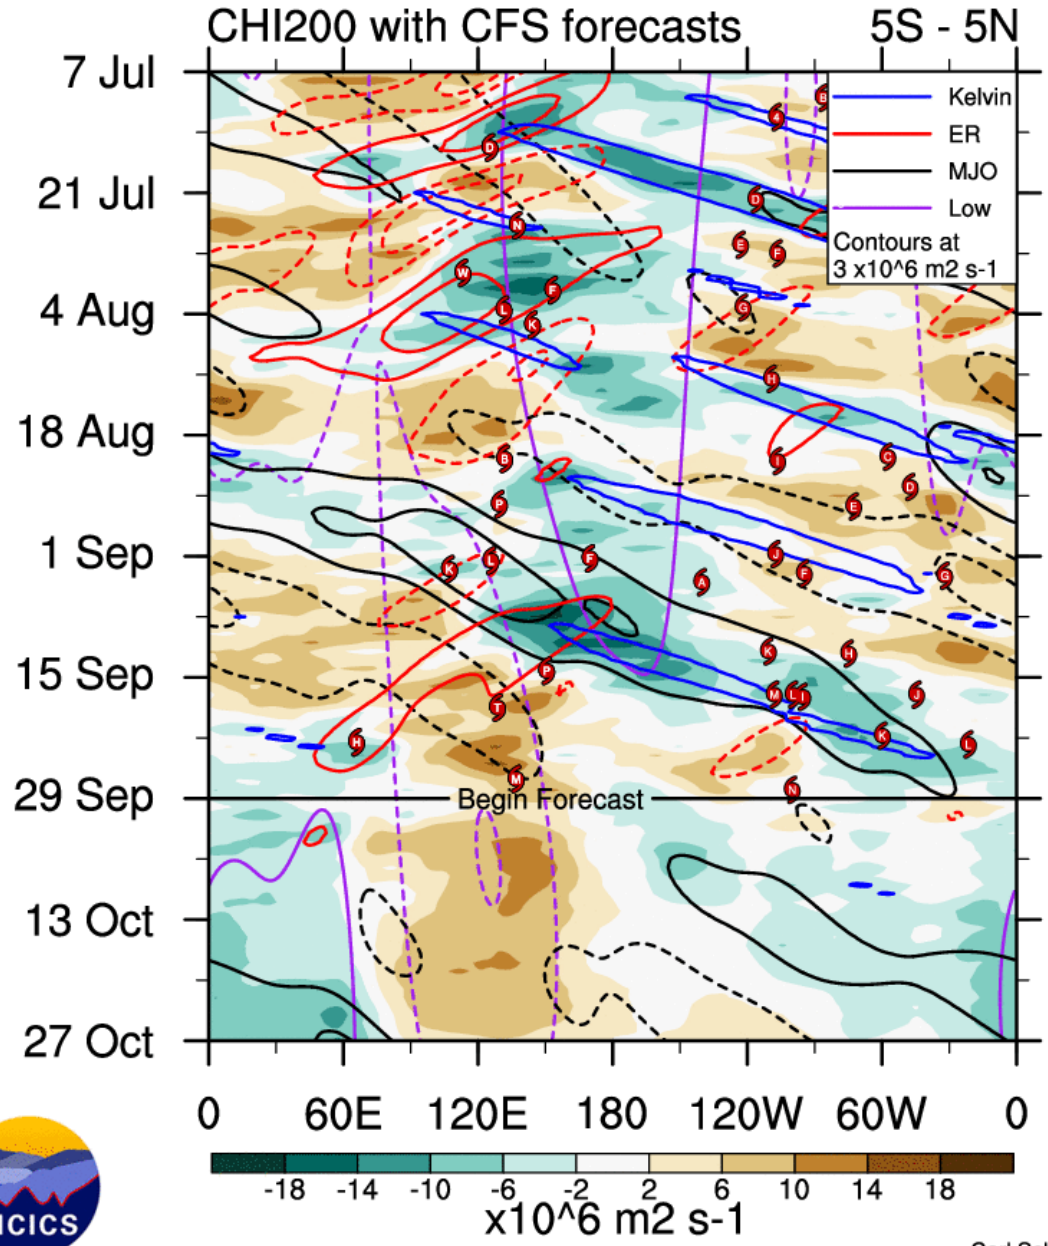 CHI200 with CFS forecasts 5S - 5N
7 Jul
21 Jul
4 Aug
18 Aug
1 Sep
15 Sep
29 Sep
13 Oct
27 Oct
Kelvin
ER
MJO
Low
Contours at
3 x10^6 m2 s-1
B
4
D
D
N
E
F
W
F
L
G
K
H
B
I
C
D
P
E
L
F
J
K
F
G
A
K
H
P
M L I
J
T
H
K
L
M
N
Begin Forecast
0 60E 120E 180 120W 60W 0
-18 -14 -10 -6 -2 2 6 10 14 18
x10^6 m2 s-1
ICICS